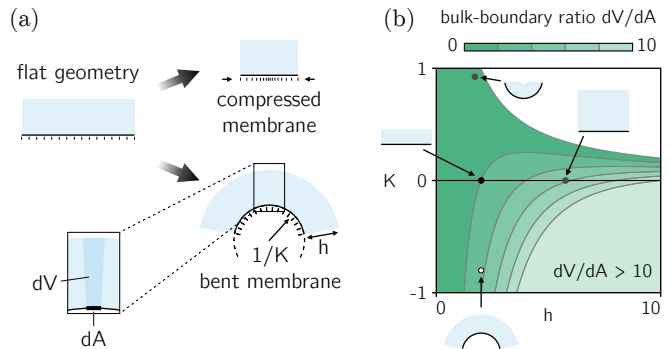 (a)
flat geometry
compressed
membrane
1/K
h
bent membrane
dV
dA
(b)
bulk-boundary ratio dV/dA
0
10
1
K
0
-1
0
h
10
dV/dA > 10